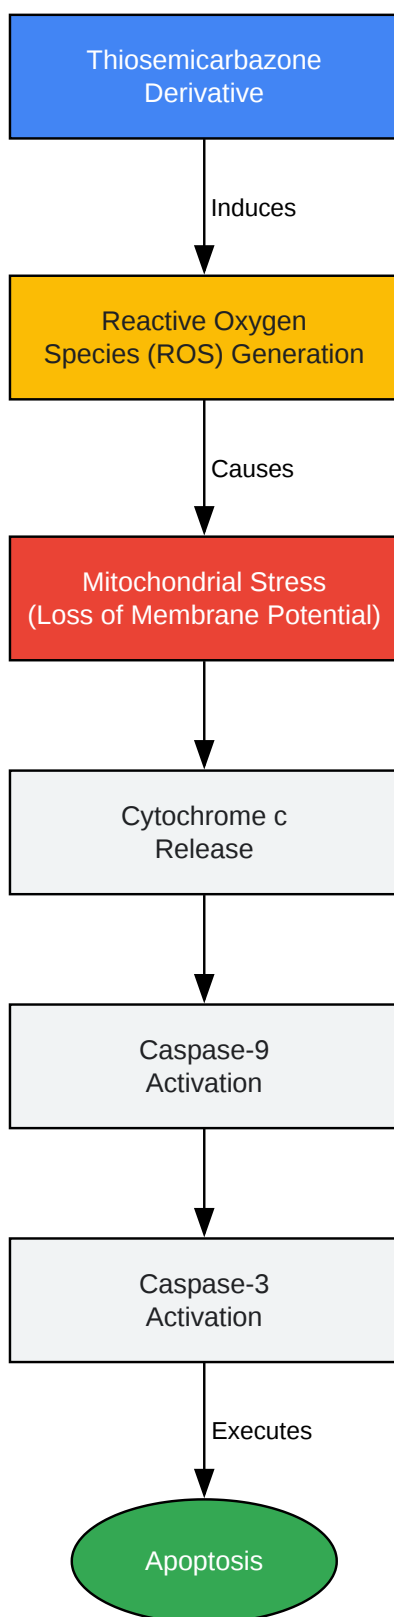 Thiosemicarbazone
Derivative
Induces
Reactive Oxygen
Species (ROS) Generation
Causes
Mitochondrial Stress
(Loss of Membrane Potential)
Cytochrome c
Release
Caspase-9
Activation
Caspase-3
Activation
Executes
Apoptosis